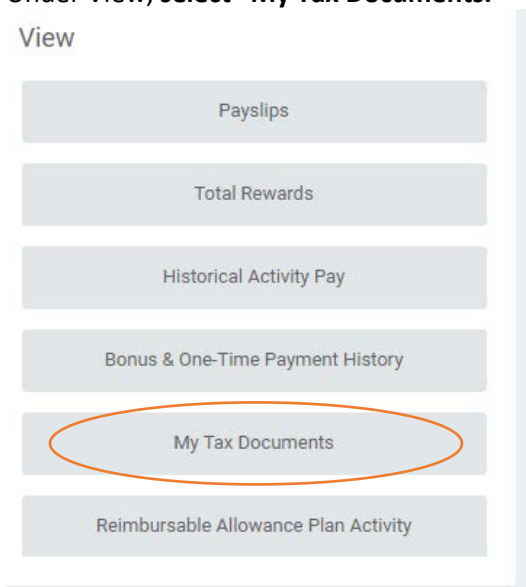 Under View, select "My Tax Documents."
View
Payslips
Total Rewards
Historical Activity Pay
Bonus & One-Time Payment History
My Tax Documents
Reimbursable Allowance Plan Activity